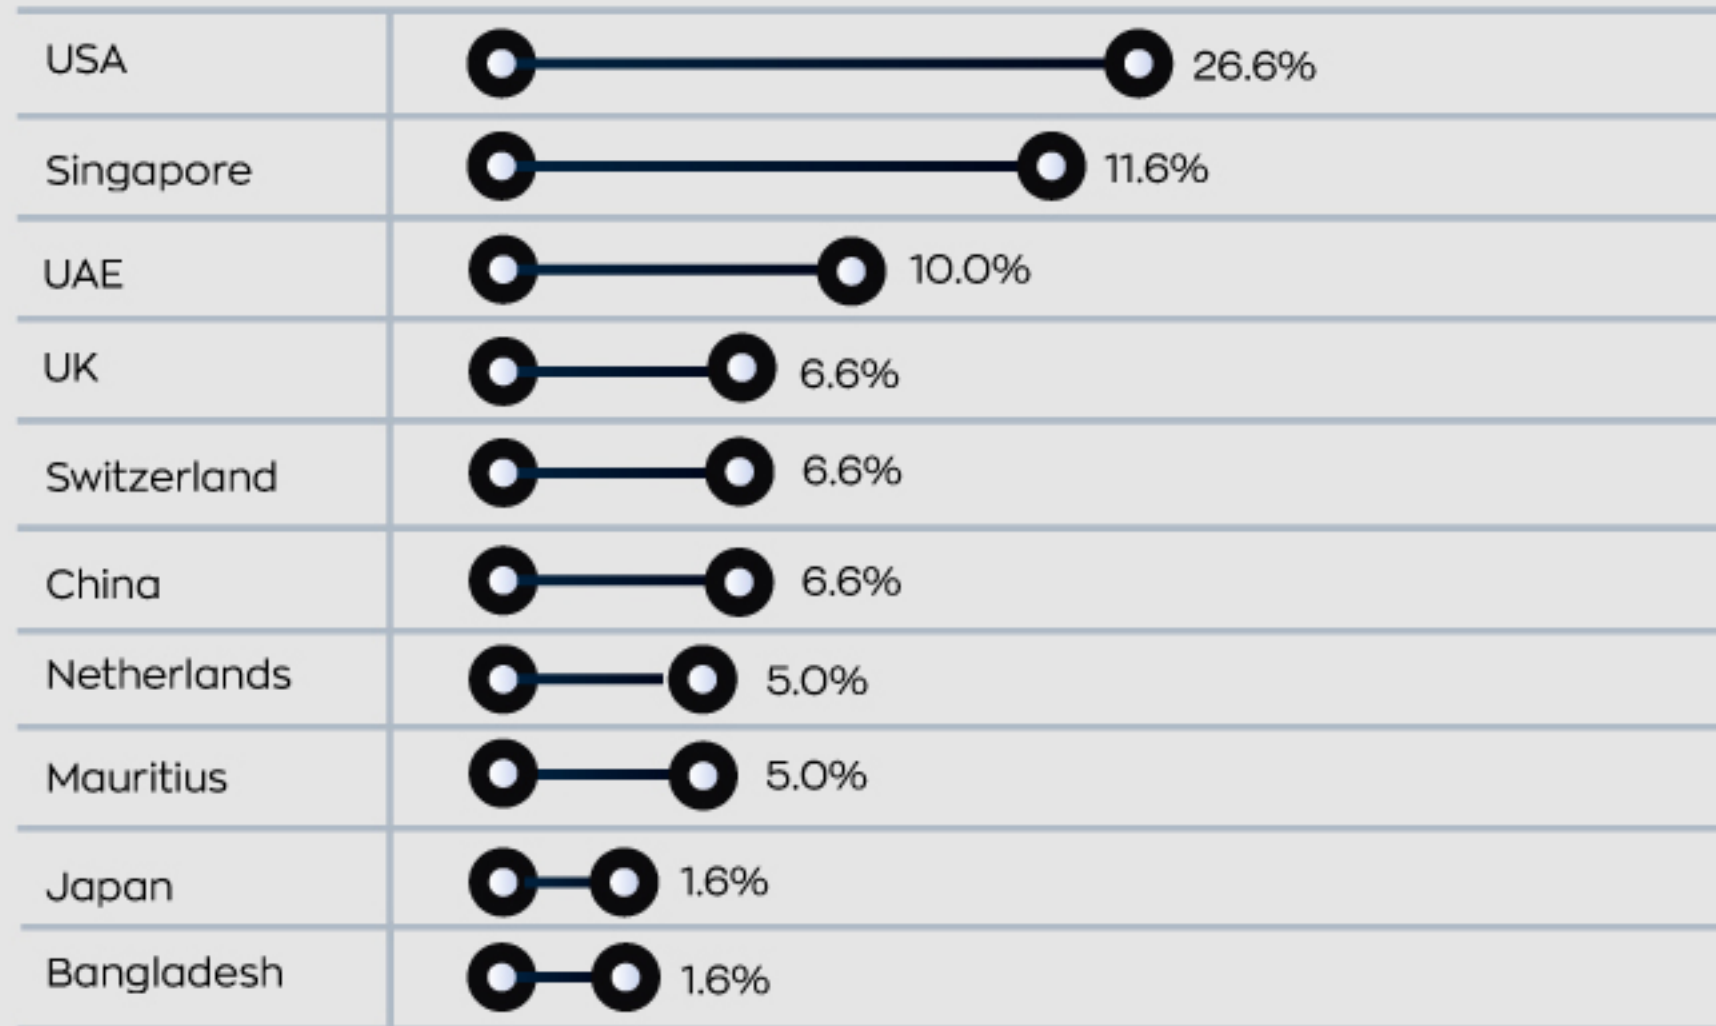 USA 26.6%
Singapore 11.6%
UAE 10.0%
UK 6.6%
Switzerland 6.6%
China 6.6%
Netherlands 5.0%
Mauritius 5.0%
Japan 1.6%
Bangladesh 1.6%